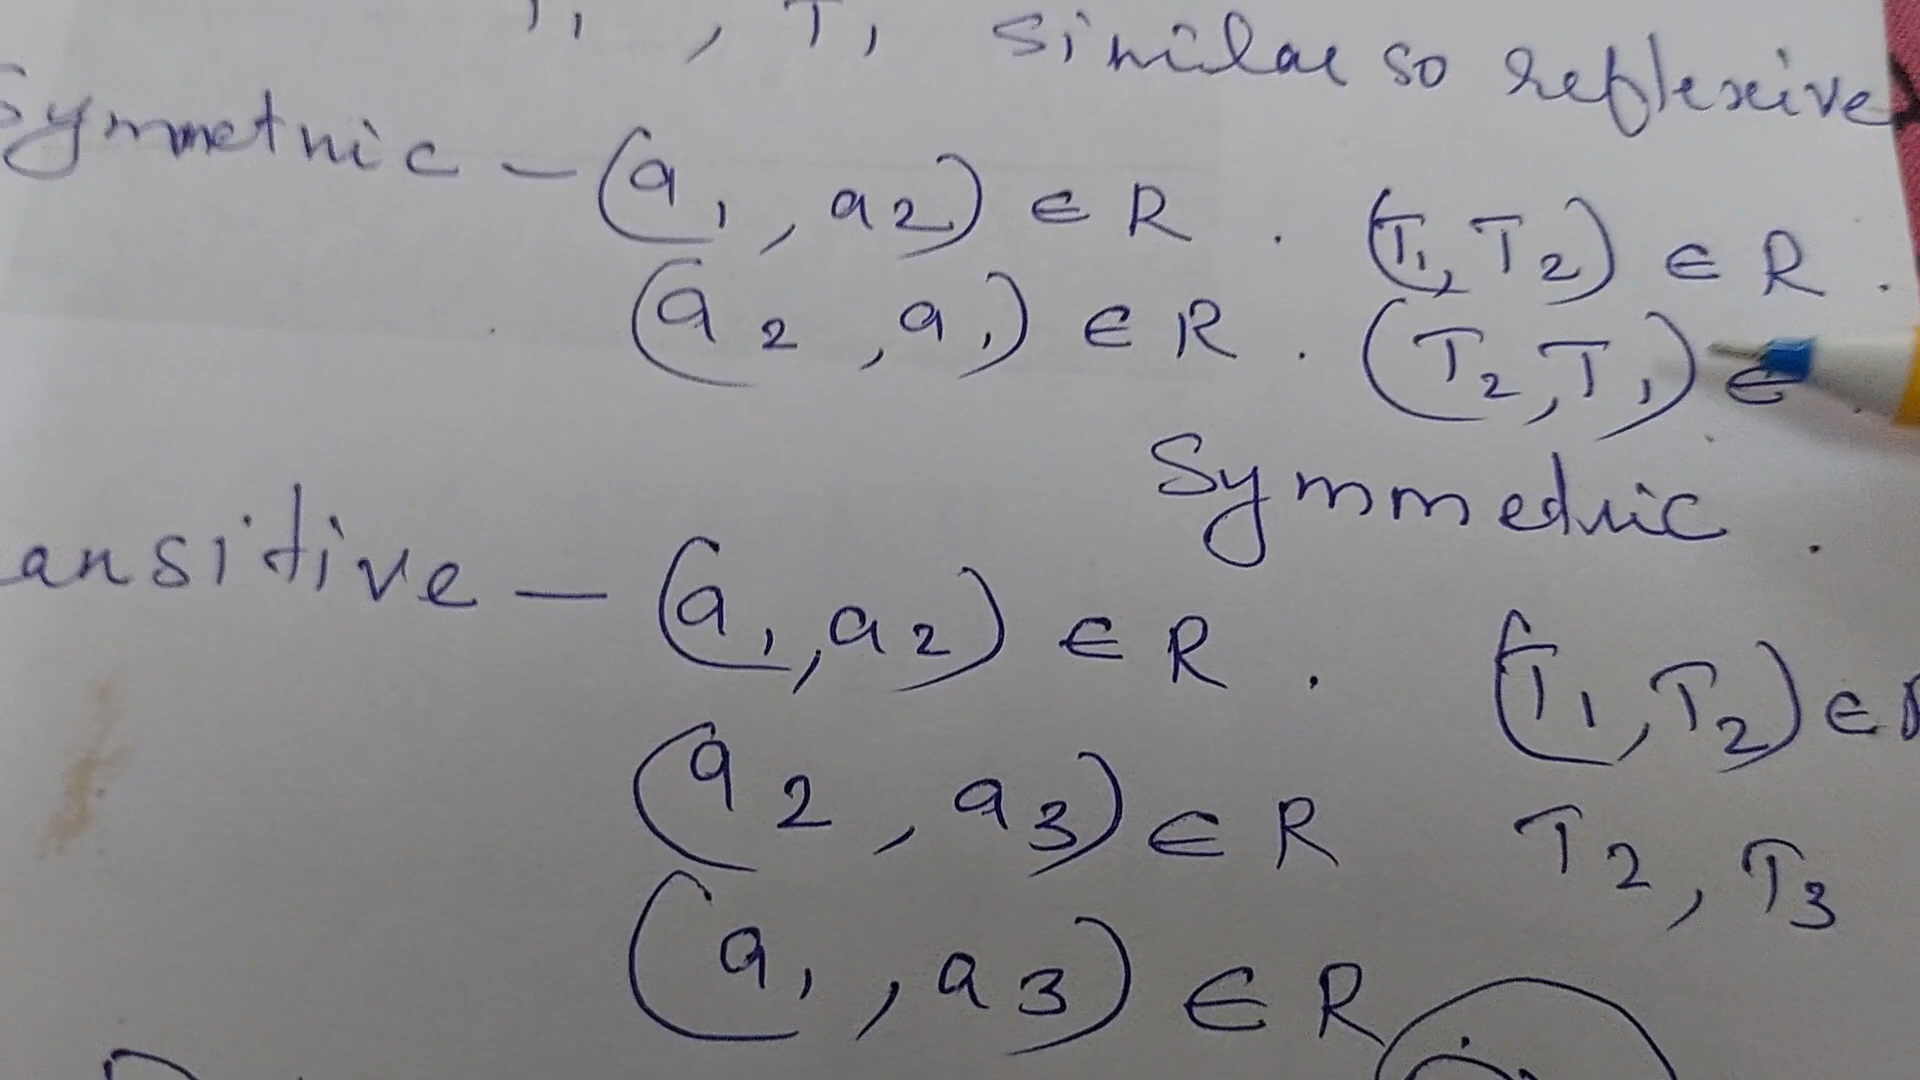 T1 , T1 similar so reflexive
Symmetric - (a1, a2) ∈ R . (T1, T2) ∈ R .
(a2, a1) ∈ R . (T2, T1) ∈
Symmedric .
ansitive - (a1, a2) ∈ R . (T1, T2) ∈ R
(a2, a3) ∈ R T2, T3
(a1, a3) ∈ R